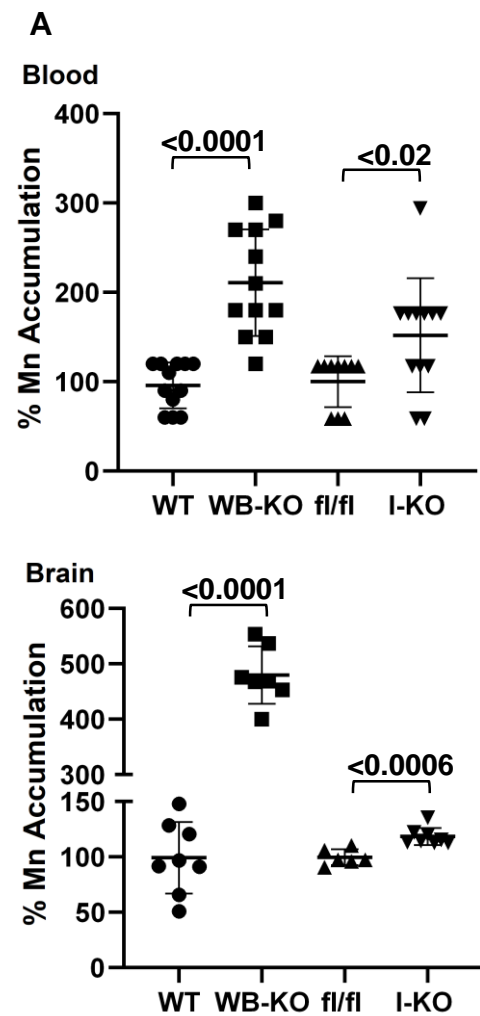 A
Blood
% Mn Accumulation
400
300
200
100
0
<0.0001
<0.02
WT WB-KO fl/fl I-KO
Brain
% Mn Accumulation
600
500
400
300
<0.0001
<0.0006
% Mn Accumulation
150
100
50
0
WT WB-KO fl/fl I-KO